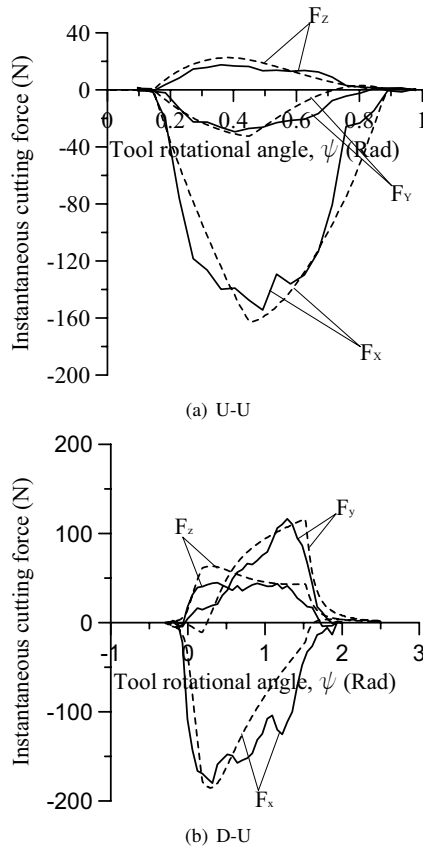 F_Z
40
0
-40
-80
-120
-160
-200
0 0.2 0.4 0.6 0.8 1
Tool rotational angle, ψ (Rad)
Instantaneous cutting force (N)
F_Y
F_X
(a) U-U
200
100
0
-100
-200
F_z
F_y
-1 0 1 2 3
Tool rotational angle, ψ (Rad)
Instantaneous cutting force (N)
F_x
(b) D-U